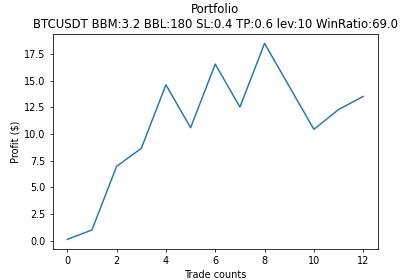 Portfolio
BTCUSDT BBM:3.2 BBL:180 SL:0.4 TP:0.6 lev:10 WinRatio:69.0
17.5
15.0
12.5
10.0
7.5
5.0
2.5
0.0
Profit ($)
0 2 4 6 8 10 12
Trade counts